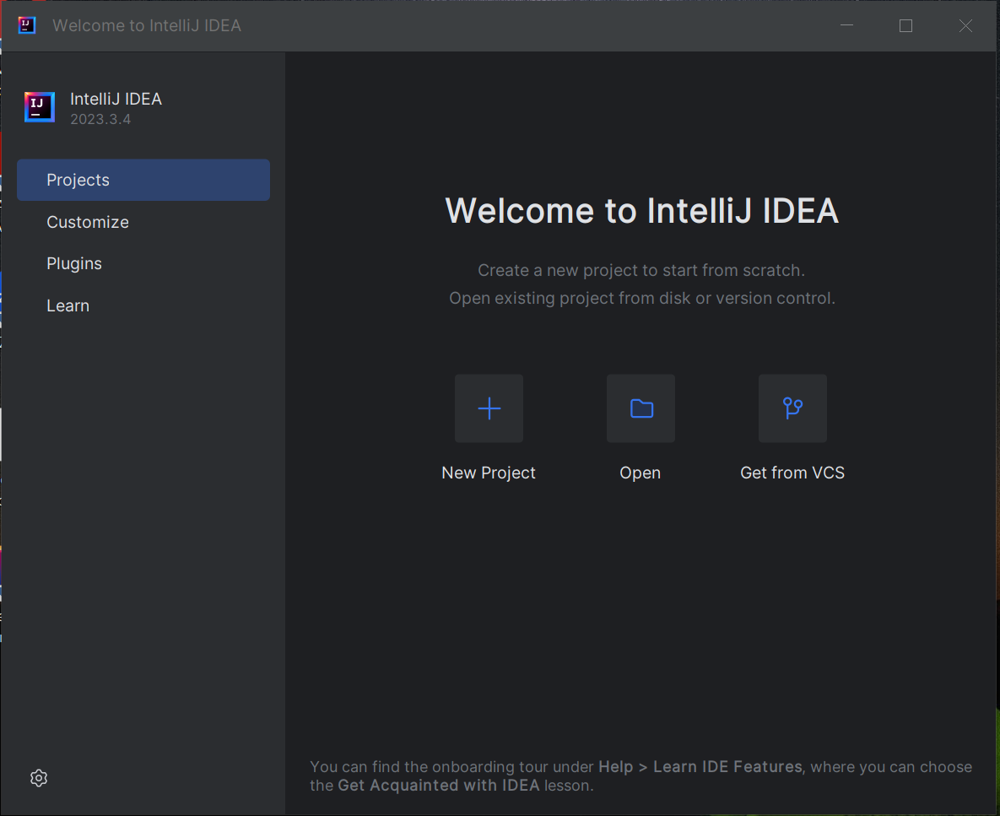 Welcome to IntelliJ IDEA
IntelliJ IDEA
2023.3.4
Projects
Customize
Plugins
Learn
Welcome to IntelliJ IDEA
Create a new project to start from scratch.
Open existing project from disk or version control.
New Project
Open
Get from VCS
You can find the onboarding tour under Help > Learn IDE Features, where you can choose
the Get Acquainted with IDEA lesson.